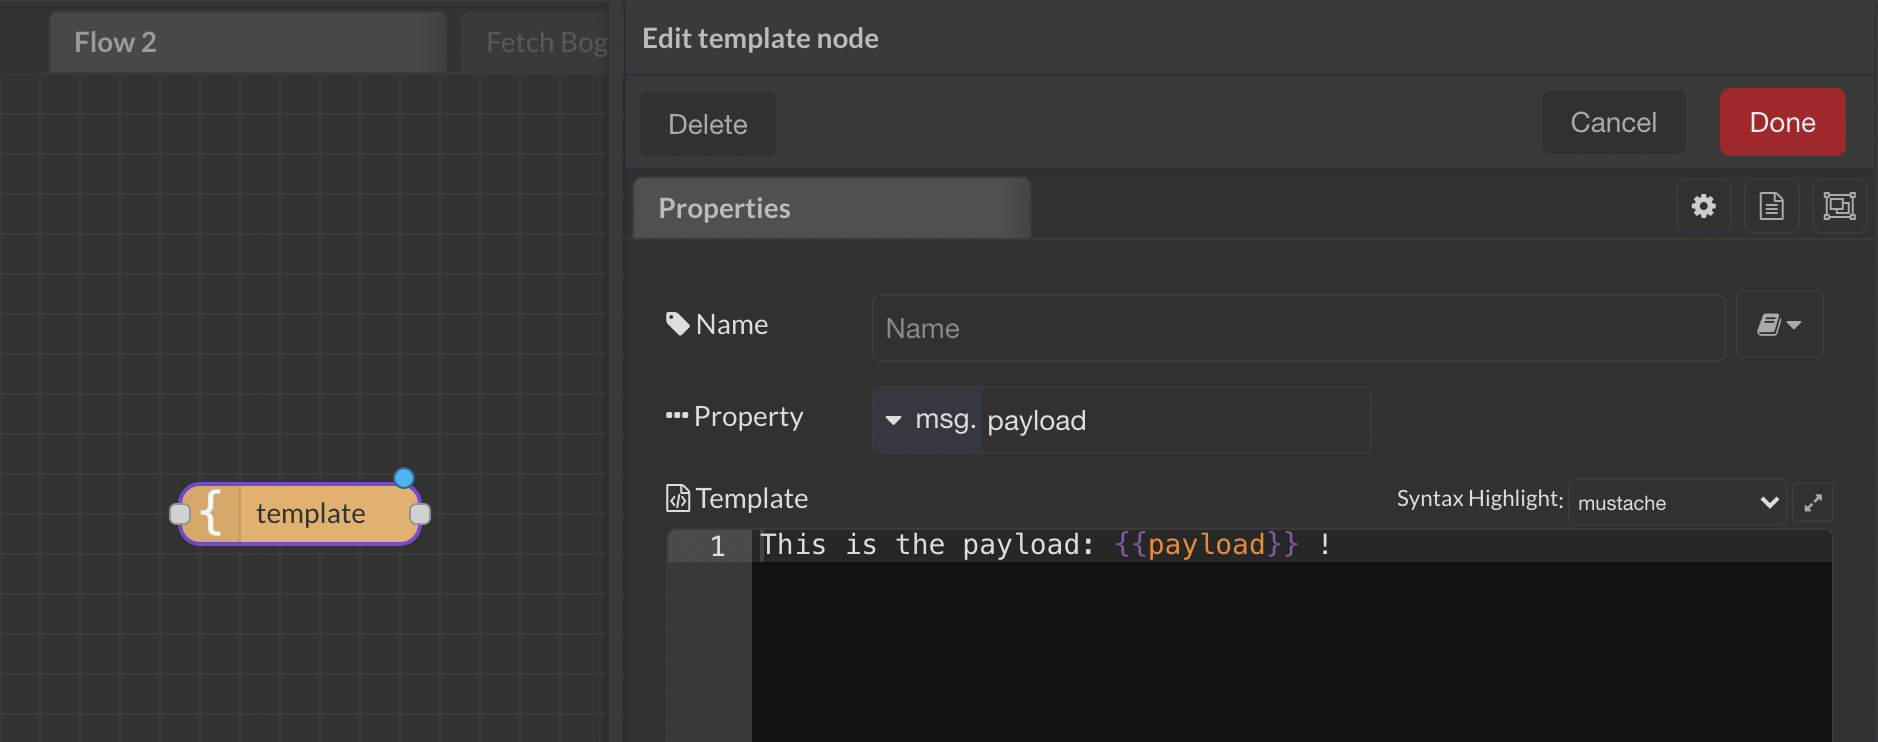 Flow 2
Fetch Bog
Edit template node
Delete
Cancel
Done
Properties
Name
Name
Property
msg. payload
Template
Syntax Highlight: mustache
1 This is the payload: {{payload}} !
{ template